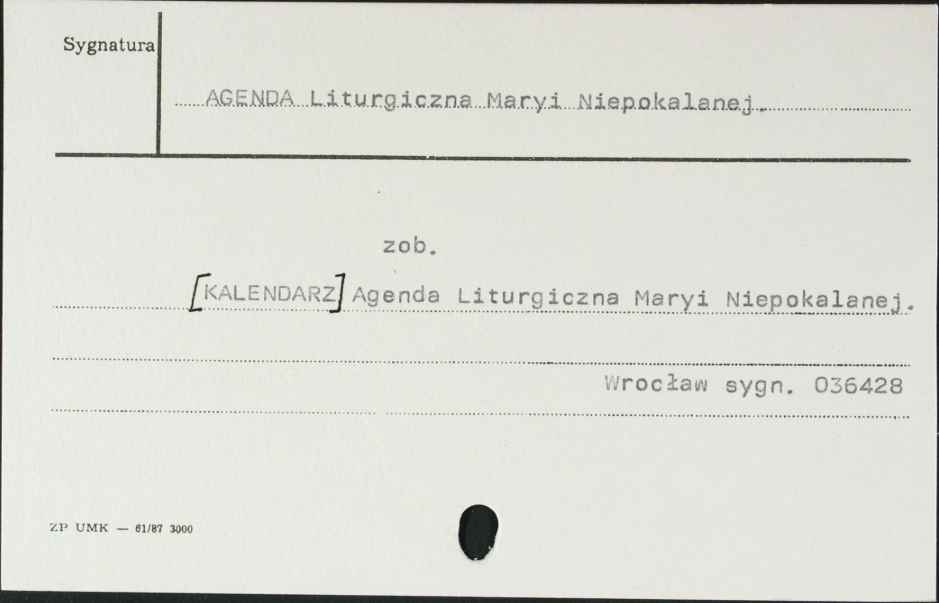 Sygnatura
AGENDA Liturgiczna Maryi Niepokalanej.
zob.
[KALENDARZ] Agenda Liturgiczna Maryi Niepokalanej.
Wrocław sygn. 036428
ZP UMK — 61/87 3000